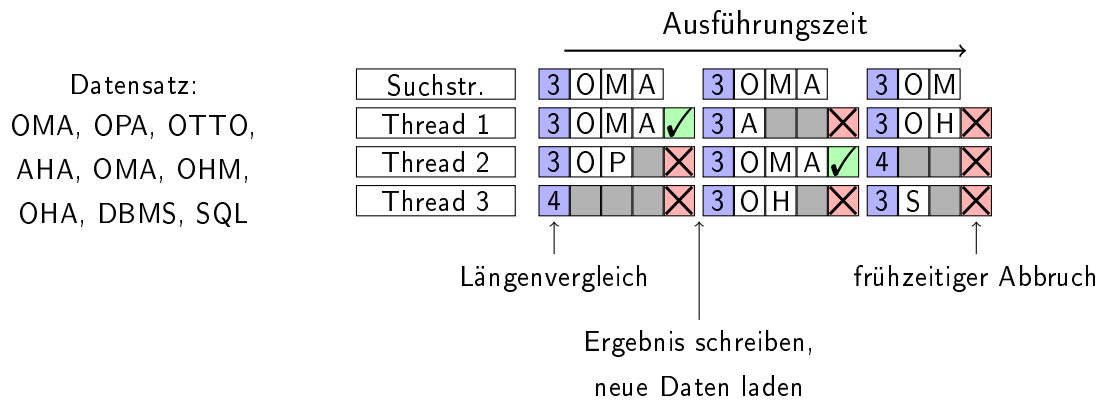 Ausführungszeit
Datensatz:
OMA, OPA, OTTO,
AHA, OMA, OHM,
OHA, DBMS, SQL
Suchstr. 3 O M A 3 O M A 3 O M
Thread 1 3 O M A ✓ 3 A ✗ 3 O H ✗
Thread 2 3 O P ✗ 3 O M A ✓ 4 ✗
Thread 3 4 ✗ 3 O H ✗ 3 S ✗
Längenvergleich
frühzeitiger Abbruch
Ergebnis schreiben,
neue Daten laden